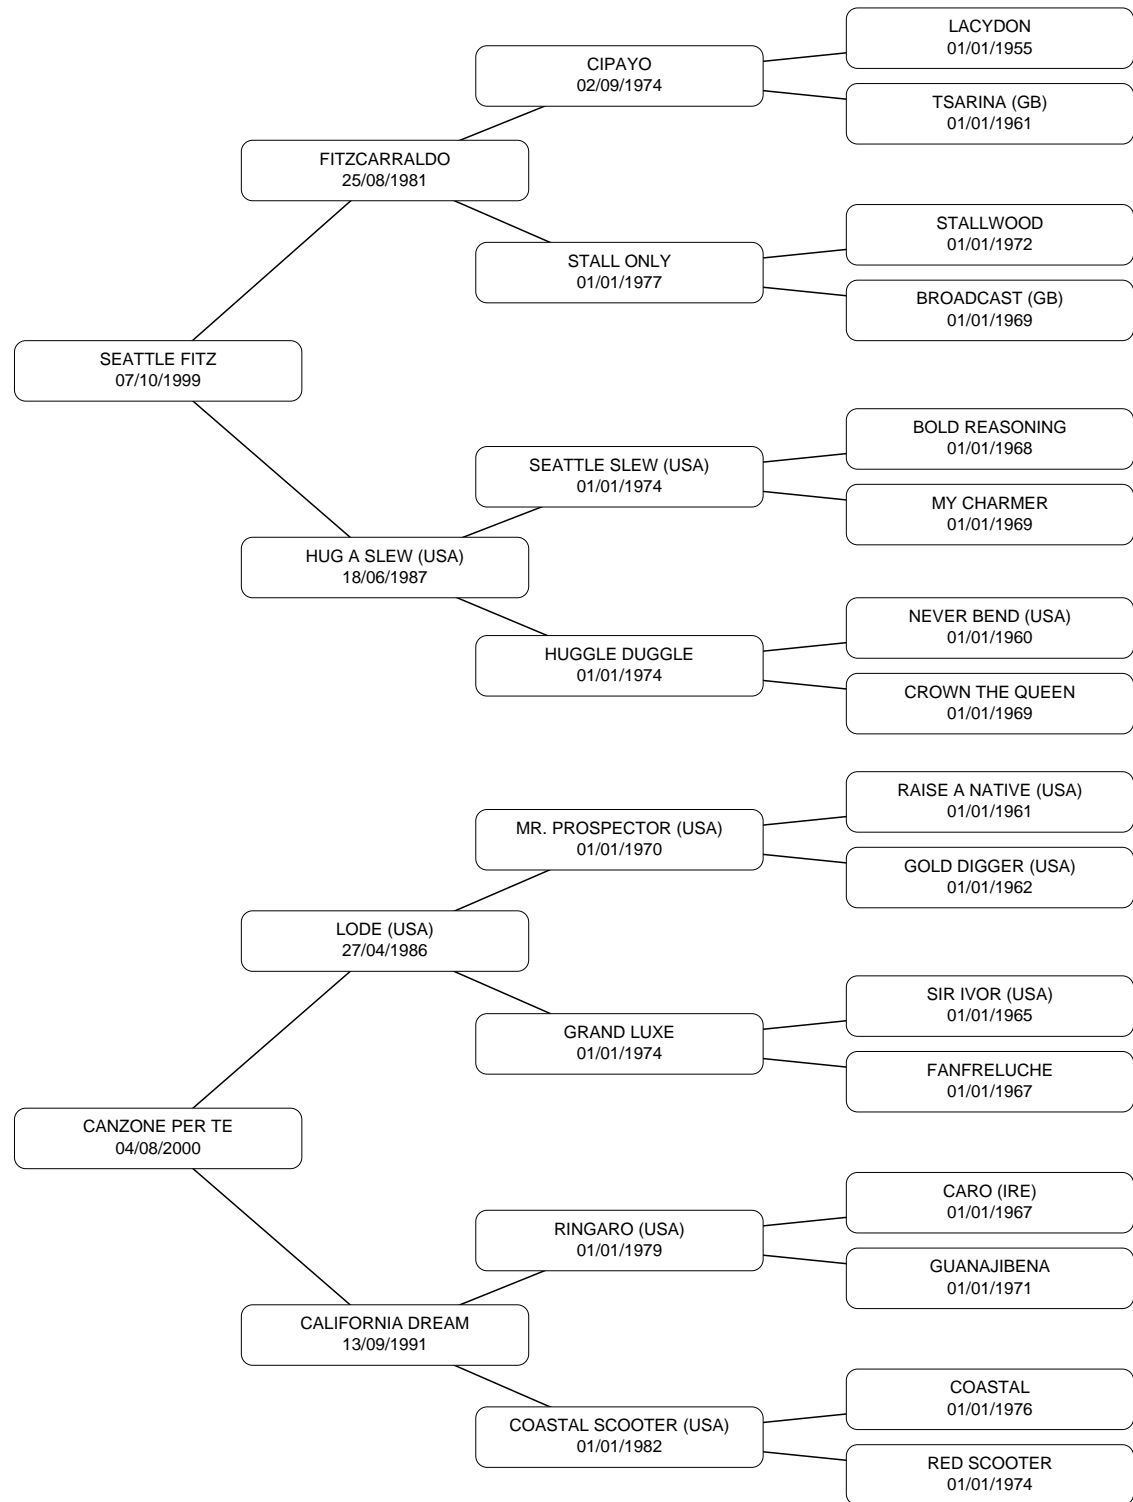 LACYDON
01/01/1955
CIPAYO
02/09/1974
TSARINA (GB)
01/01/1961
FITZCARRALDO
25/08/1981
STALLWOOD
01/01/1972
STALL ONLY
01/01/1977
BROADCAST (GB)
01/01/1969
SEATTLE FITZ
07/10/1999
BOLD REASONING
01/01/1968
SEATTLE SLEW (USA)
01/01/1974
MY CHARMER
01/01/1969
HUG A SLEW (USA)
18/06/1987
NEVER BEND (USA)
01/01/1960
HUGGLE DUGGLE
01/01/1974
CROWN THE QUEEN
01/01/1969
RAISE A NATIVE (USA)
01/01/1961
MR. PROSPECTOR (USA)
01/01/1970
GOLD DIGGER (USA)
01/01/1962
LODE (USA)
27/04/1986
SIR IVOR (USA)
01/01/1965
GRAND LUXE
01/01/1974
FANFRELUCHE
01/01/1967
CANZONE PER TE
04/08/2000
CARO (IRE)
01/01/1967
RINGARO (USA)
01/01/1979
GUANAJIBENA
01/01/1971
CALIFORNIA DREAM
13/09/1991
COASTAL
01/01/1976
COASTAL SCOOTER (USA)
01/01/1982
RED SCOOTER
01/01/1974